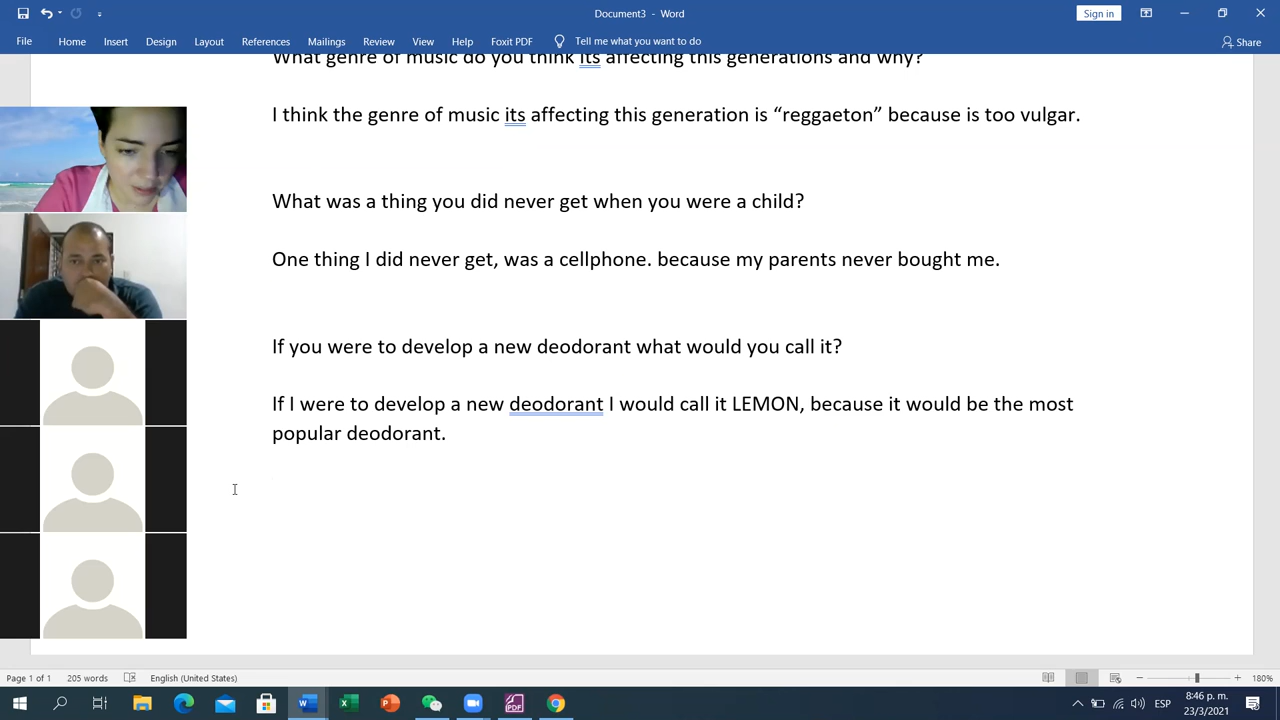 Document3 - Word
Sign in
File Home Insert Design Layout References Mailings Review View Help Foxit PDF Tell me what you want to do Share
What genre of music do you think its affecting this generations and why?
I think the genre of music its affecting this generation is “reggaeton” because is too vulgar.
What was a thing you did never get when you were a child?
One thing I did never get, was a cellphone. because my parents never bought me.
If you were to develop a new deodorant what would you call it?
If I were to develop a new deodorant I would call it LEMON, because it would be the most
popular deodorant.
Page 1 of 1 205 words English (United States) 180%
8:46 p. m.
ESP
23/3/2021